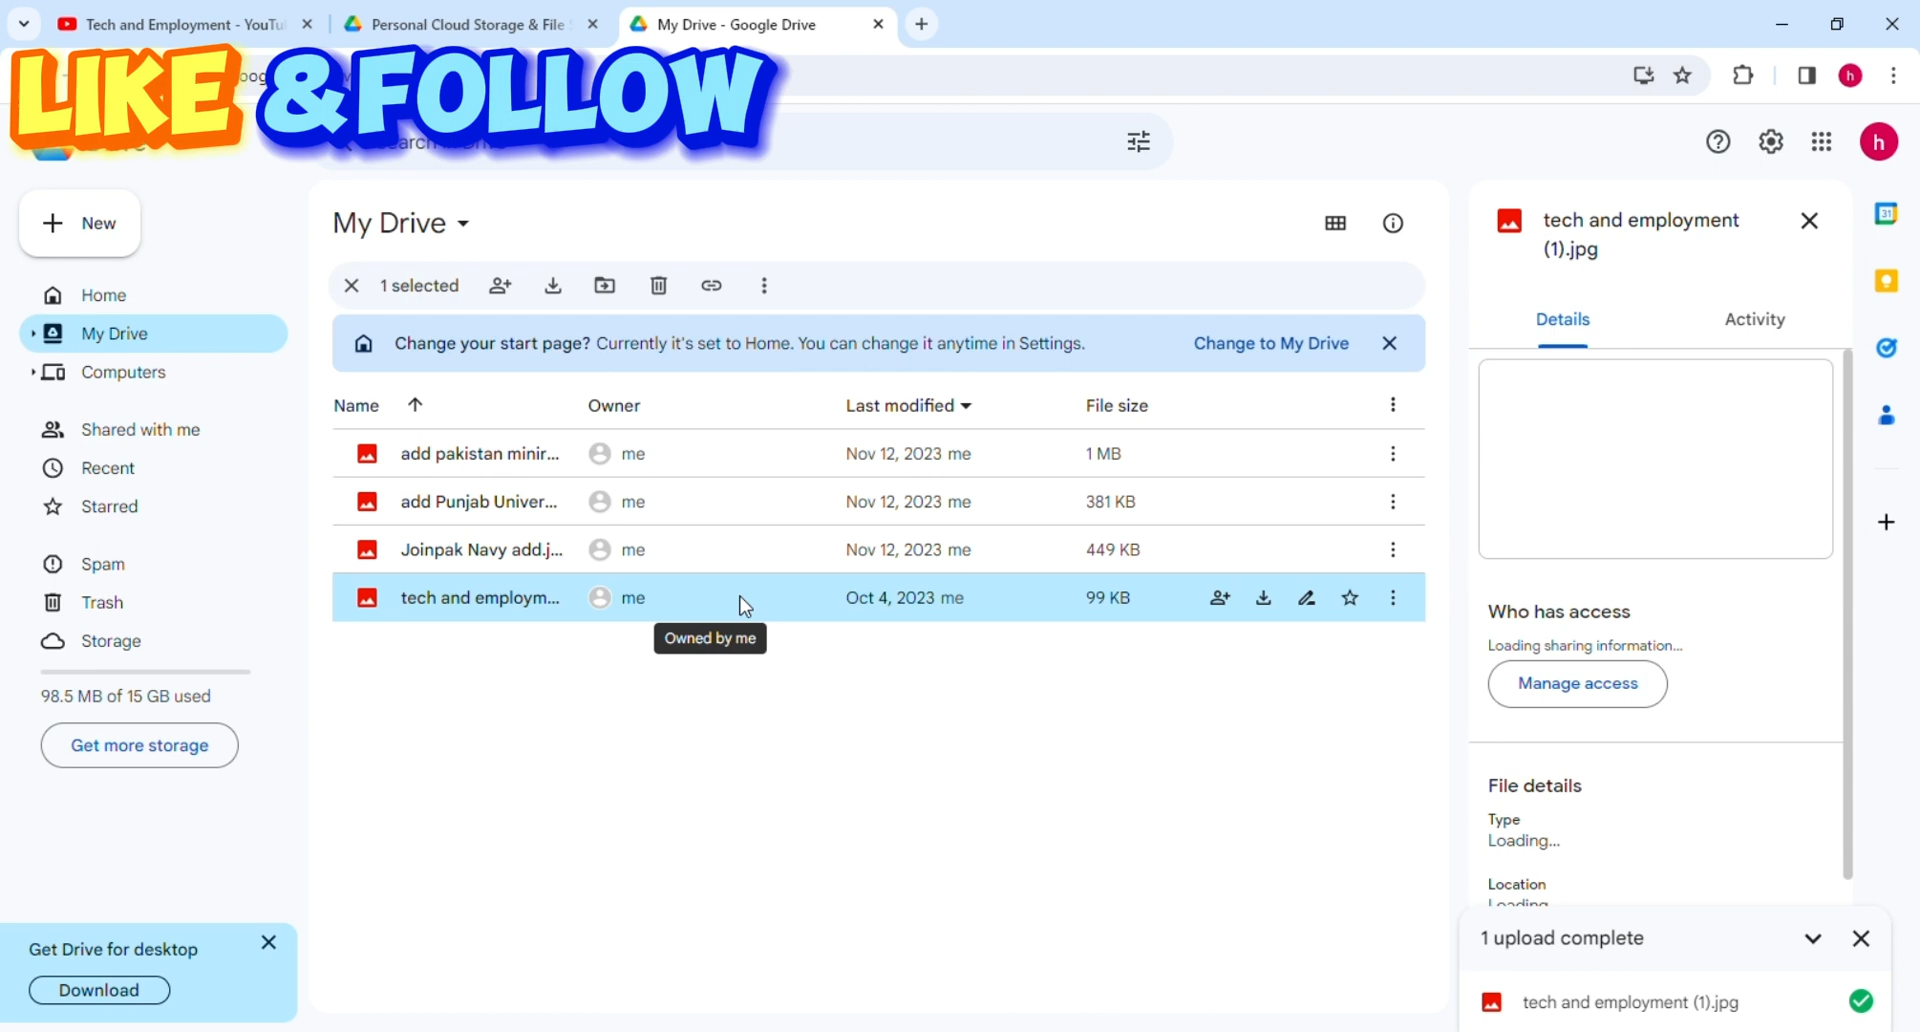 Tech and Employment - YouTu
Personal Cloud Storage & File
My Drive - Google Drive
LIKE &FOLLOW
h
h
New
My Drive
tech and employment
(1).jpg
1 selected
Home
My Drive
Computers
Change your start page? Currently it's set to Home. You can change it anytime in Settings.
Change to My Drive
Details
Activity
Name
Owner
Last modified
File size
Shared with me
Recent
Starred
add pakistan minir...
me
Nov 12, 2023 me
1 MB
add Punjab Univer...
me
Nov 12, 2023 me
381 KB
Joinpak Navy add.j...
me
Nov 12, 2023 me
449 KB
tech and employm...
me
Oct 4, 2023 me
99 KB
Owned by me
Spam
Trash
Storage
98.5 MB of 15 GB used
Get more storage
Who has access
Loading sharing information...
Manage access
File details
Type
Loading...
Location
Loading
Get Drive for desktop
Download
1 upload complete
tech and employment (1).jpg
31